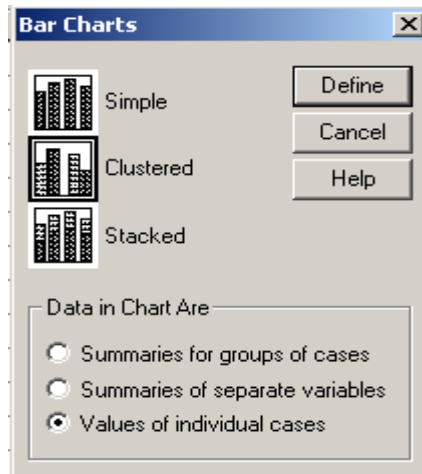 Bar Charts
Simple
Define
Cancel
Clustered
Help
Stacked
Data in Chart Are
Summaries for groups of cases
Summaries of separate variables
Values of individual cases